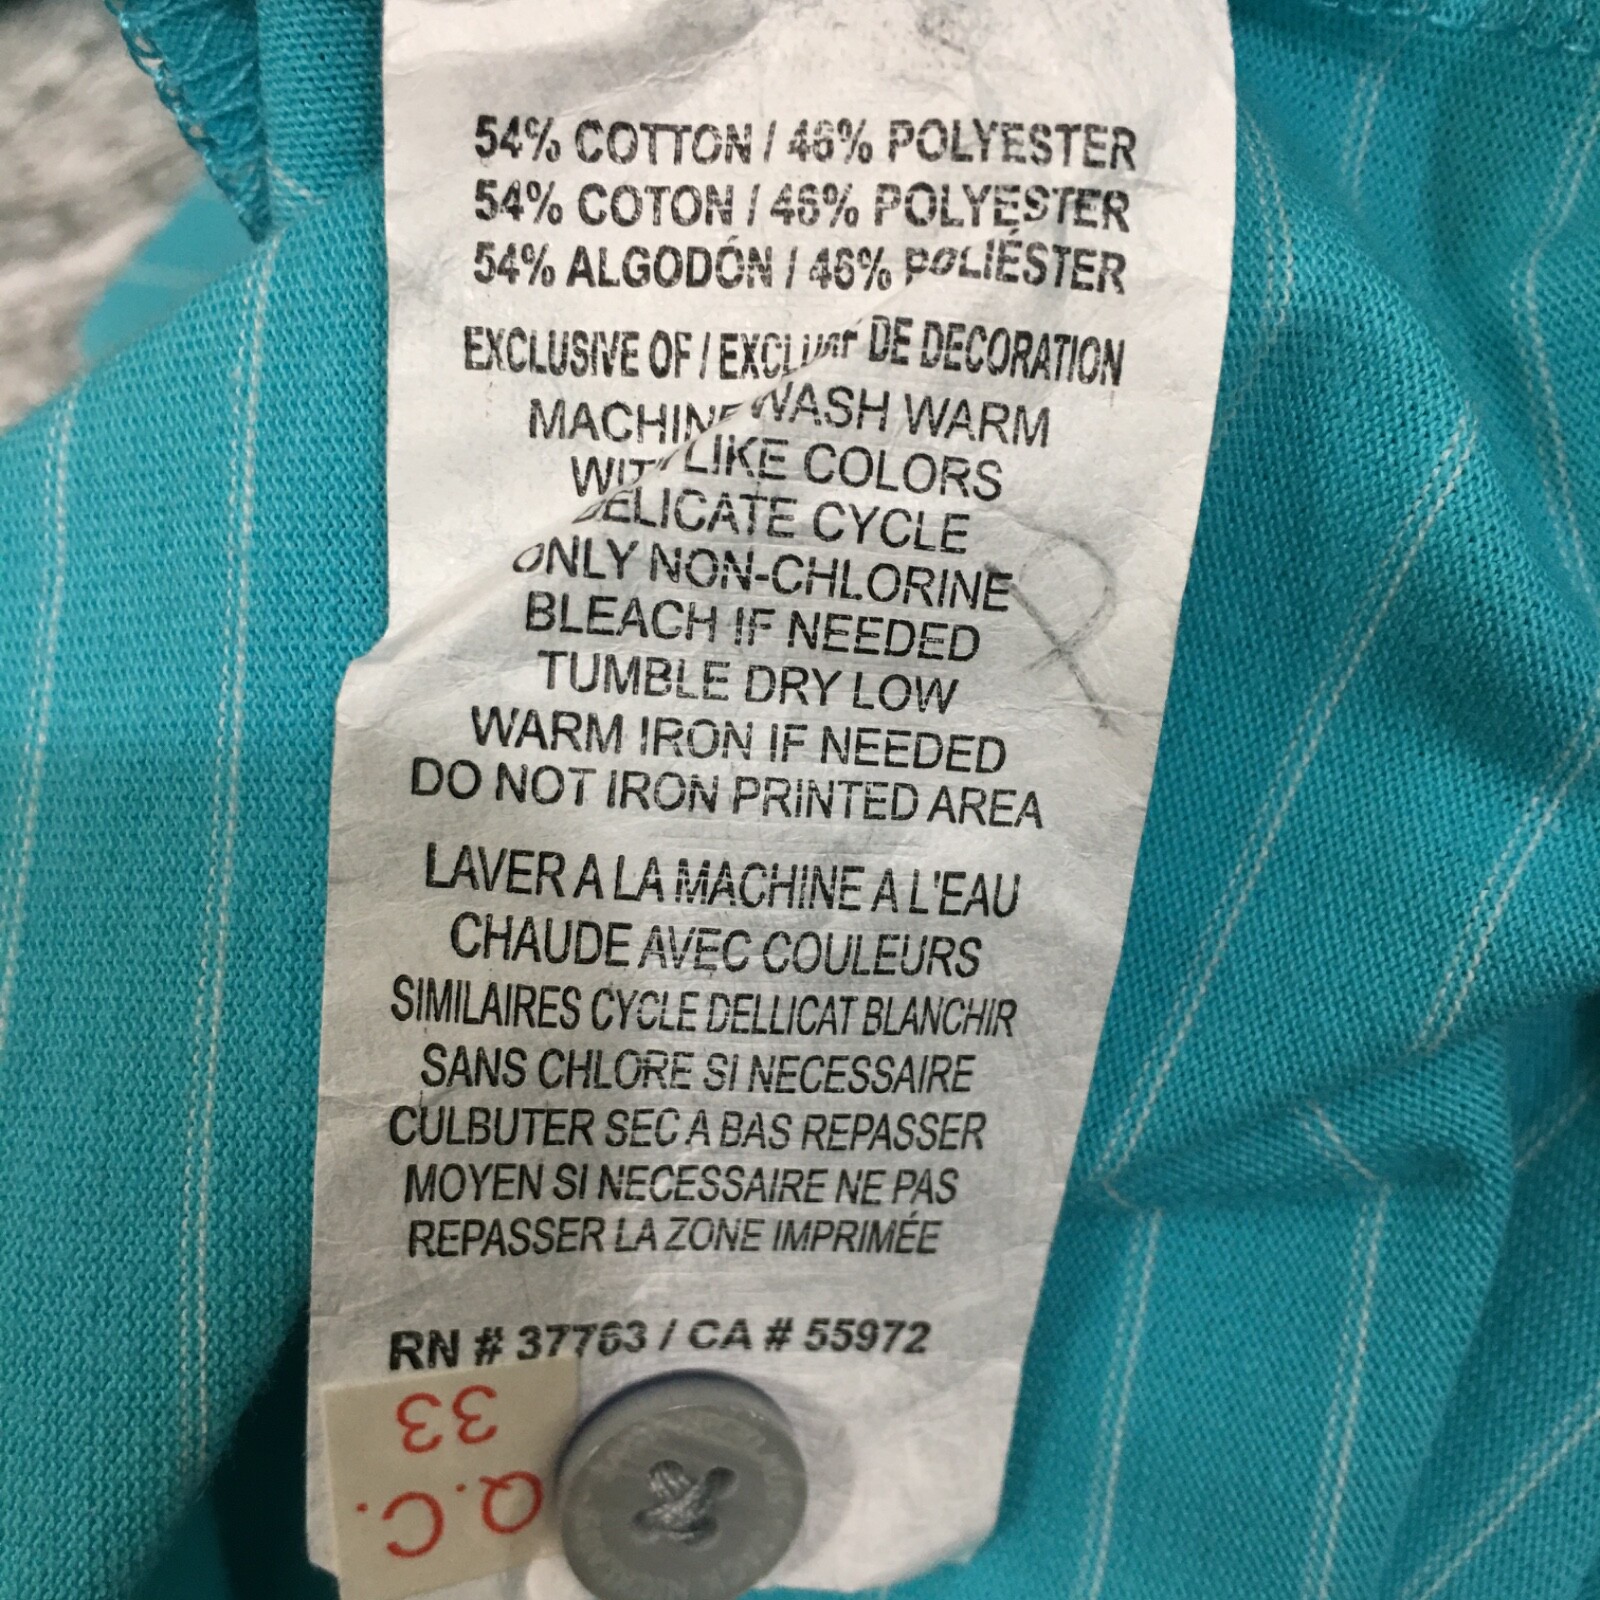 54% COTTON / 46% POLYESTER
54% COTON / 46% POLYESTER
54% ALGODÓN / 46% POLIÉSTER
EXCLUSIVE OF / EXCLUANT DE DECORATION
MACHINE WASH WARM
WITH LIKE COLORS
DELICATE CYCLE
ONLY NON-CHLORINE
BLEACH IF NEEDED
TUMBLE DRY LOW
WARM IRON IF NEEDED
DO NOT IRON PRINTED AREA
LAVER A LA MACHINE A L'EAU
CHAUDE AVEC COULEURS
SIMILAIRES CYCLE DELLICAT BLANCHIR
SANS CHLORE SI NECESSAIRE
CULBUTER SEC A BAS REPASSER
MOYEN SI NECESSAIRE NE PAS
REPASSER LA ZONE IMPRIMÉE
RN # 37763 / CA # 55972
Q.C.
33